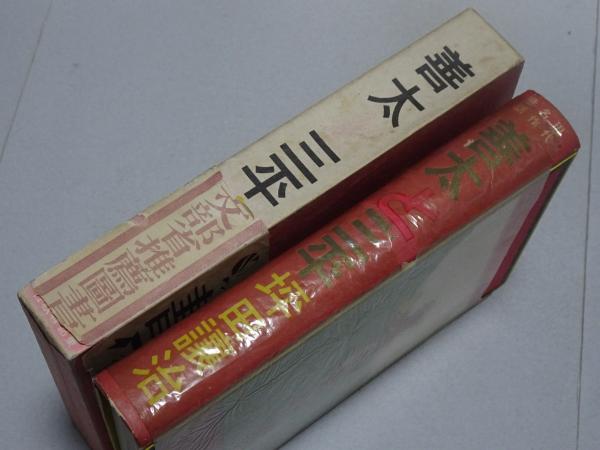 善太
三平
文部省推薦圖書
善太と三平
坪田譲治